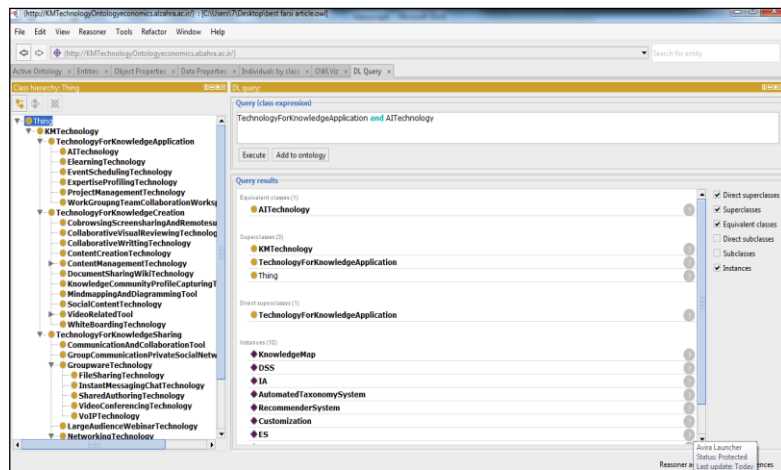 (http://KMTechnologyOntologyeconomics.alzahra.ac.ir/) : [C:\Users\7\Desktop\best farsi article.owl]
File Edit View Reasoner Tools Refactor Window Help
(http://KMTechnologyOntologyeconomics.alzahra.ac.ir/)
Search for entity
Active Ontology × Entities × Object Properties × Data Properties × Individuals by class × OWLViz × DL Query ×
Class hierarchy: Thing
Thing
KMTechnology
TechnologyForKnowledgeApplication
AITechnology
ElearningTechnology
EventSchedulingTechnology
ExpertiseProfilingTechnology
ProjectManagementTechnology
WorkGroupngTeamCollaborationWorksp
TechnologyForKnowledgeCreation
CobrowsingScreensharingAndRemotesu
CollaborativeVisualReviewingTechnolog
CollaborativeWrittingTechnology
ContentCreationTechnology
ContentManagementTechnology
DocumentSharingWikiTechnology
KnowledgeCommunityProfileCapturingT
MindmappingAndDiagrammingTool
SocialContentTechnology
VideoRelatedTool
WhiteBoardingTechnology
TechnologyForKnowledgeSharing
CommunicationAndCollaborationTool
GroupCommunicationPrivateSocialNetw
GroupwareTechnology
FileSharingTechnology
InstantMessagingChatTechnology
SharedAuthoringTechnology
VideoConferencingTechnology
VoIPTechnology
LargeAudienceWebinarTechnology
NetworkingTechnology
DL query:
Query (class expression)
TechnologyForKnowledgeApplication and AITechnology
Execute Add to ontology
Query results
Equivalent classes (1)
AITechnology
Superclasses (3)
KMTechnology
TechnologyForKnowledgeApplication
Thing
Direct superclasses (1)
TechnologyForKnowledgeApplication
Instances (10)
KnowledgeMap
DSS
IA
AutomatedTaxonomySystem
RecommenderSystem
Customization
ES
Direct superclasses
Superclasses
Equivalent classes
Direct subclasses
Subclasses
Instances
Avira Launcher
Status: Protected
Last update: Today
Reasoner a
ences